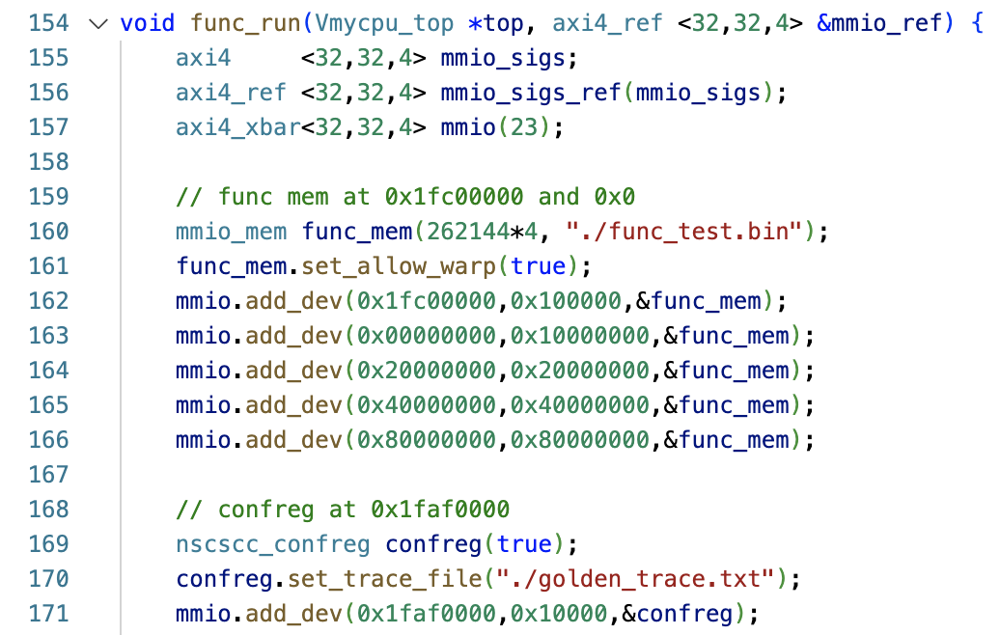 154 void func_run(Vmycpu_top *top, axi4_ref <32,32,4> &mmio_ref) {
155     axi4     <32,32,4> mmio_sigs;
156     axi4_ref <32,32,4> mmio_sigs_ref(mmio_sigs);
157     axi4_xbar<32,32,4> mmio(23);
158
159     // func mem at 0x1fc00000 and 0x0
160     mmio_mem func_mem(262144*4, "./func_test.bin");
161     func_mem.set_allow_warp(true);
162     mmio.add_dev(0x1fc00000,0x100000,&func_mem);
163     mmio.add_dev(0x00000000,0x10000000,&func_mem);
164     mmio.add_dev(0x20000000,0x20000000,&func_mem);
165     mmio.add_dev(0x40000000,0x40000000,&func_mem);
166     mmio.add_dev(0x80000000,0x80000000,&func_mem);
167
168     // confreg at 0x1faf0000
169     nscscc_confreg confreg(true);
170     confreg.set_trace_file("./golden_trace.txt");
171     mmio.add_dev(0x1faf0000,0x10000,&confreg);